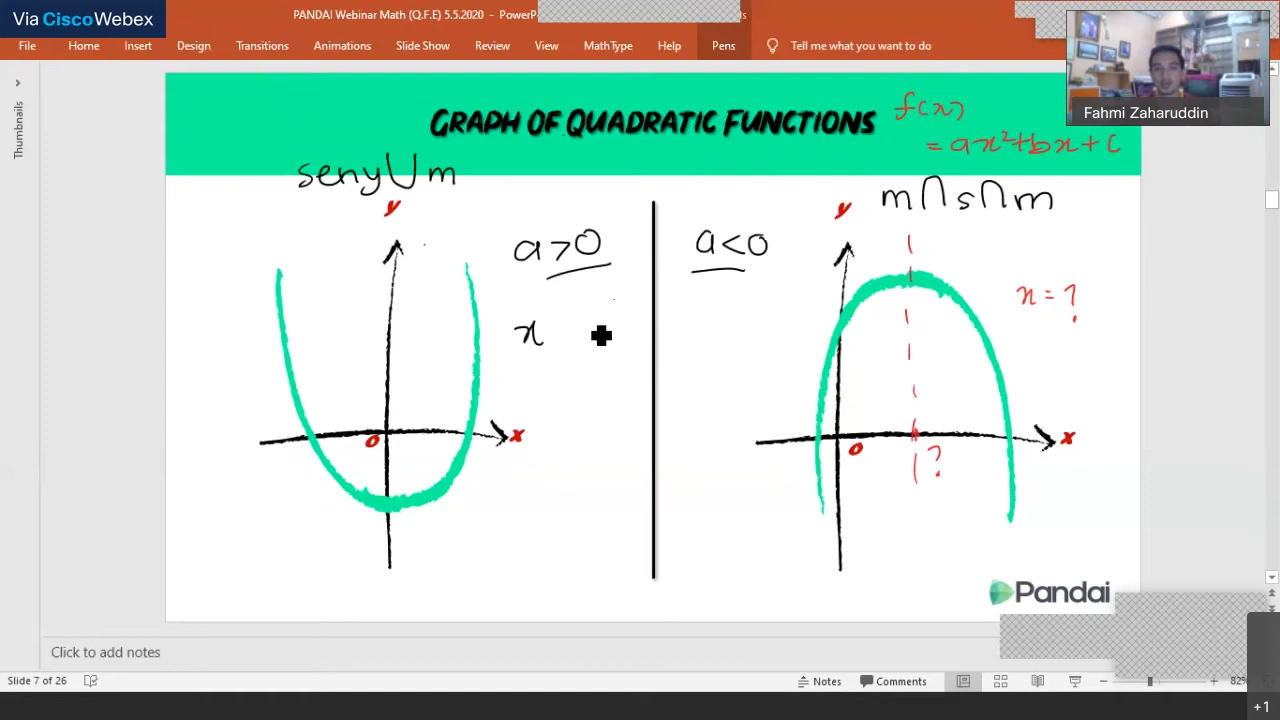 Via Cisco Webex
PANDAI Webinar Math (Q.F.E) 5.5.2020 - PowerP
File Home Insert Design Transitions Animations Slide Show Review View MathType Help Pens Tell me what you want to do
Fahmi Zaharuddin
Thumbnails
GRAPH OF QUADRATIC FUNCTIONS
f(x)
= ax²+bx+c
senyUm
m∩s∩m
y
y
a>0
a<0
x = ?
x
o
x
o
x
?
Pandai
Click to add notes
Slide 7 of 26
Notes
Comments
82%
+1